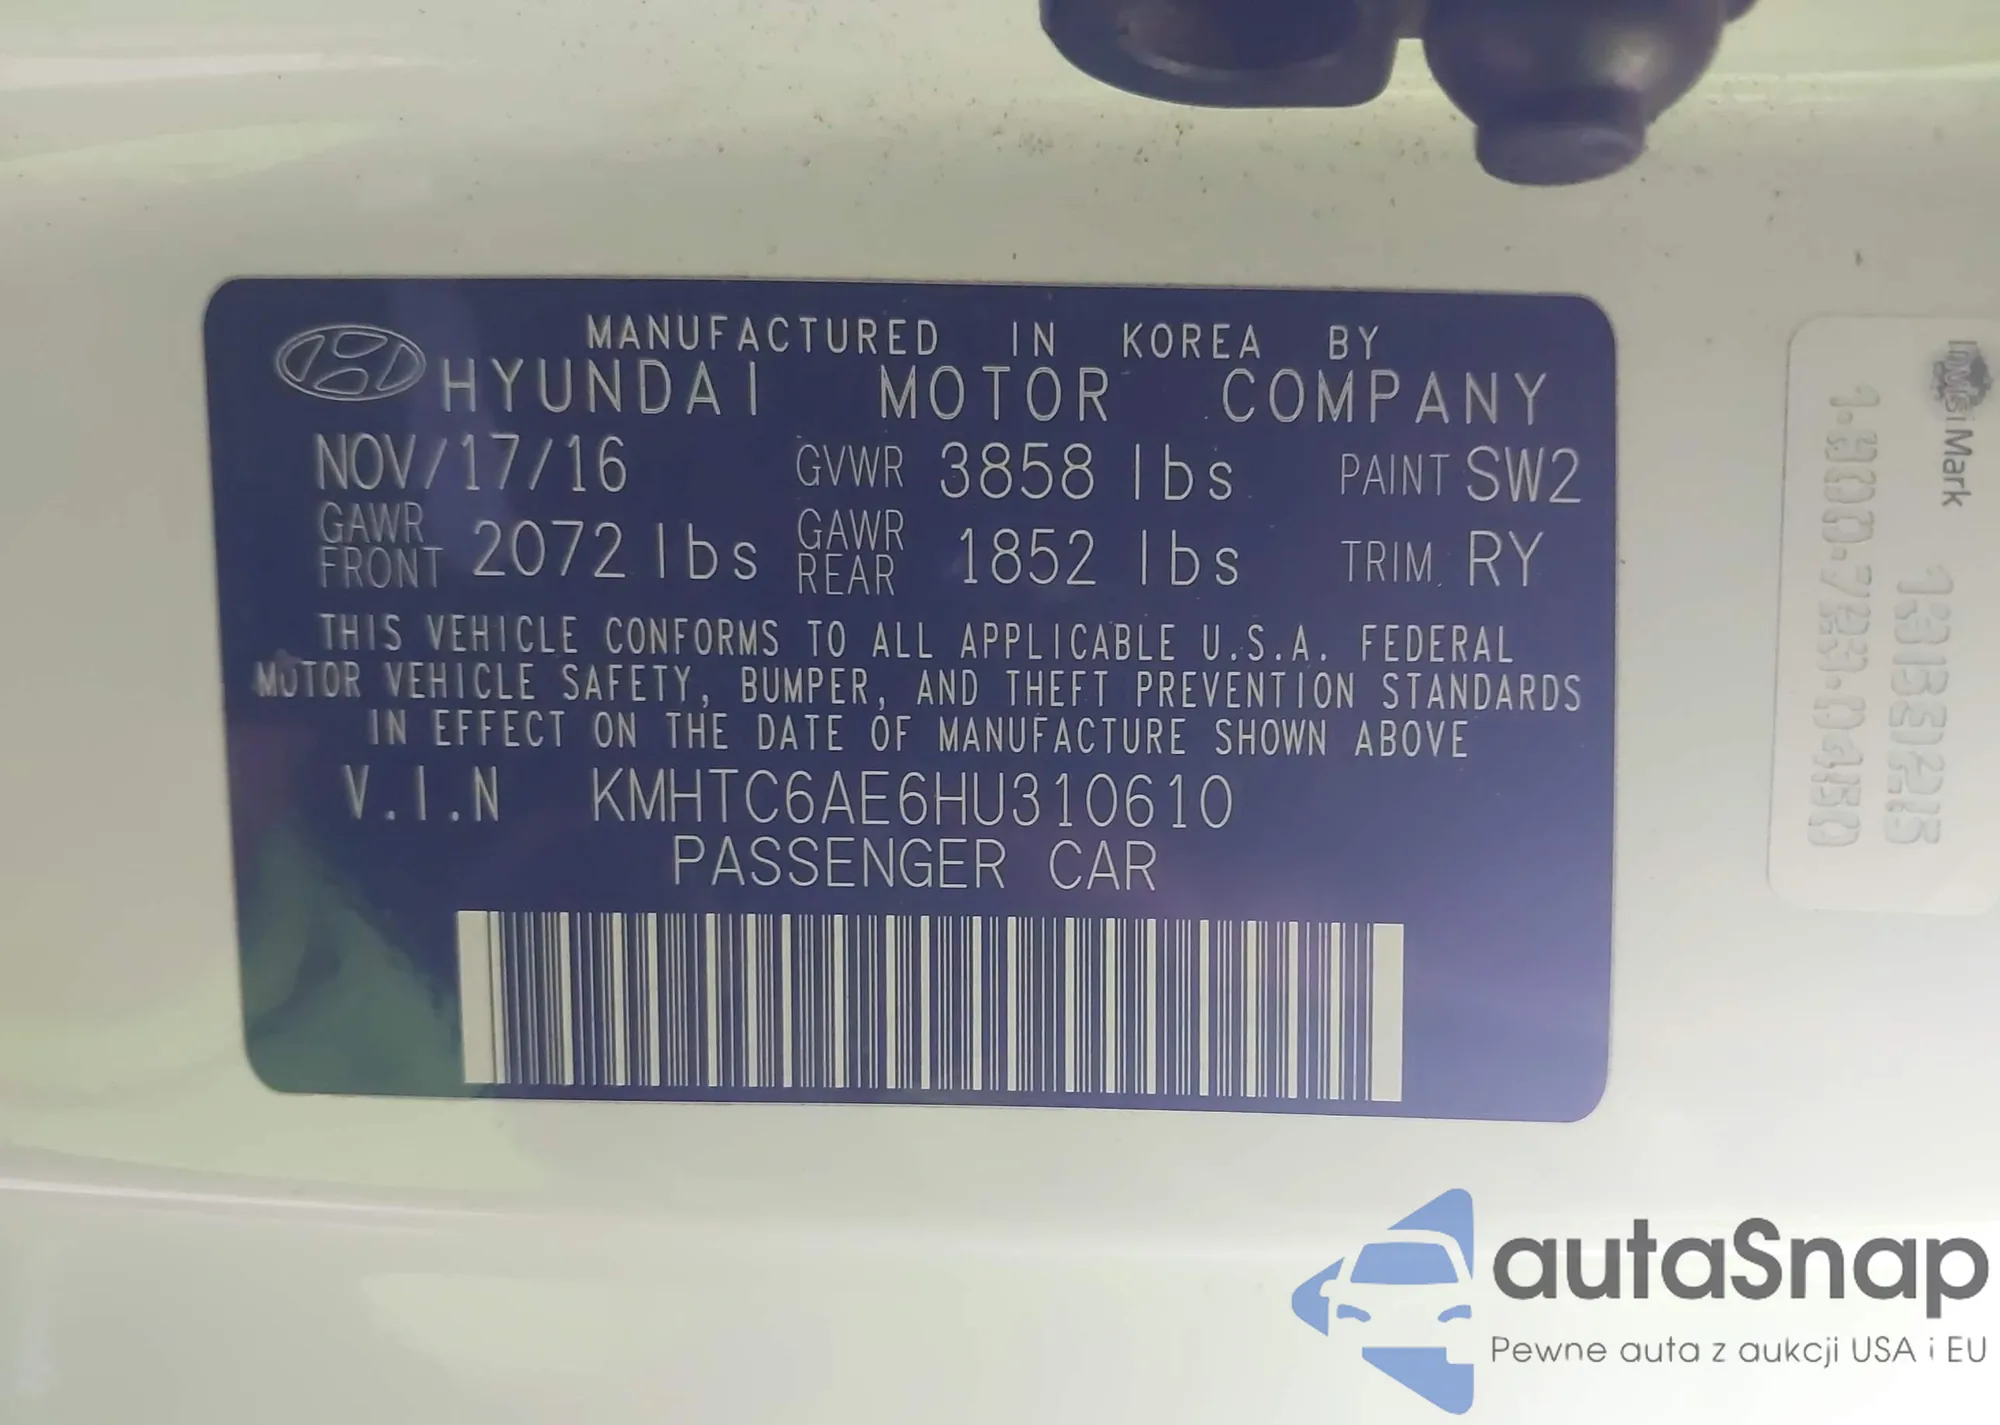 MANUFACTURED IN KOREA BY
HYUNDAI MOTOR COMPANY
NOV/17/16 GVWR 3858 lbs PAINT SW2
GAWR FRONT 2072 lbs GAWR REAR 1852 lbs TRIM RY
THIS VEHICLE CONFORMS TO ALL APPLICABLE U.S.A. FEDERAL
MOTOR VEHICLE SAFETY, BUMPER, AND THEFT PREVENTION STANDARDS
IN EFFECT ON THE DATE OF MANUFACTURE SHOWN ABOVE
V.I.N KMHTC6AE6HU310610
PASSENGER CAR
InvisiMark
autaSnap
Pewne auta z aukcji USA i EU